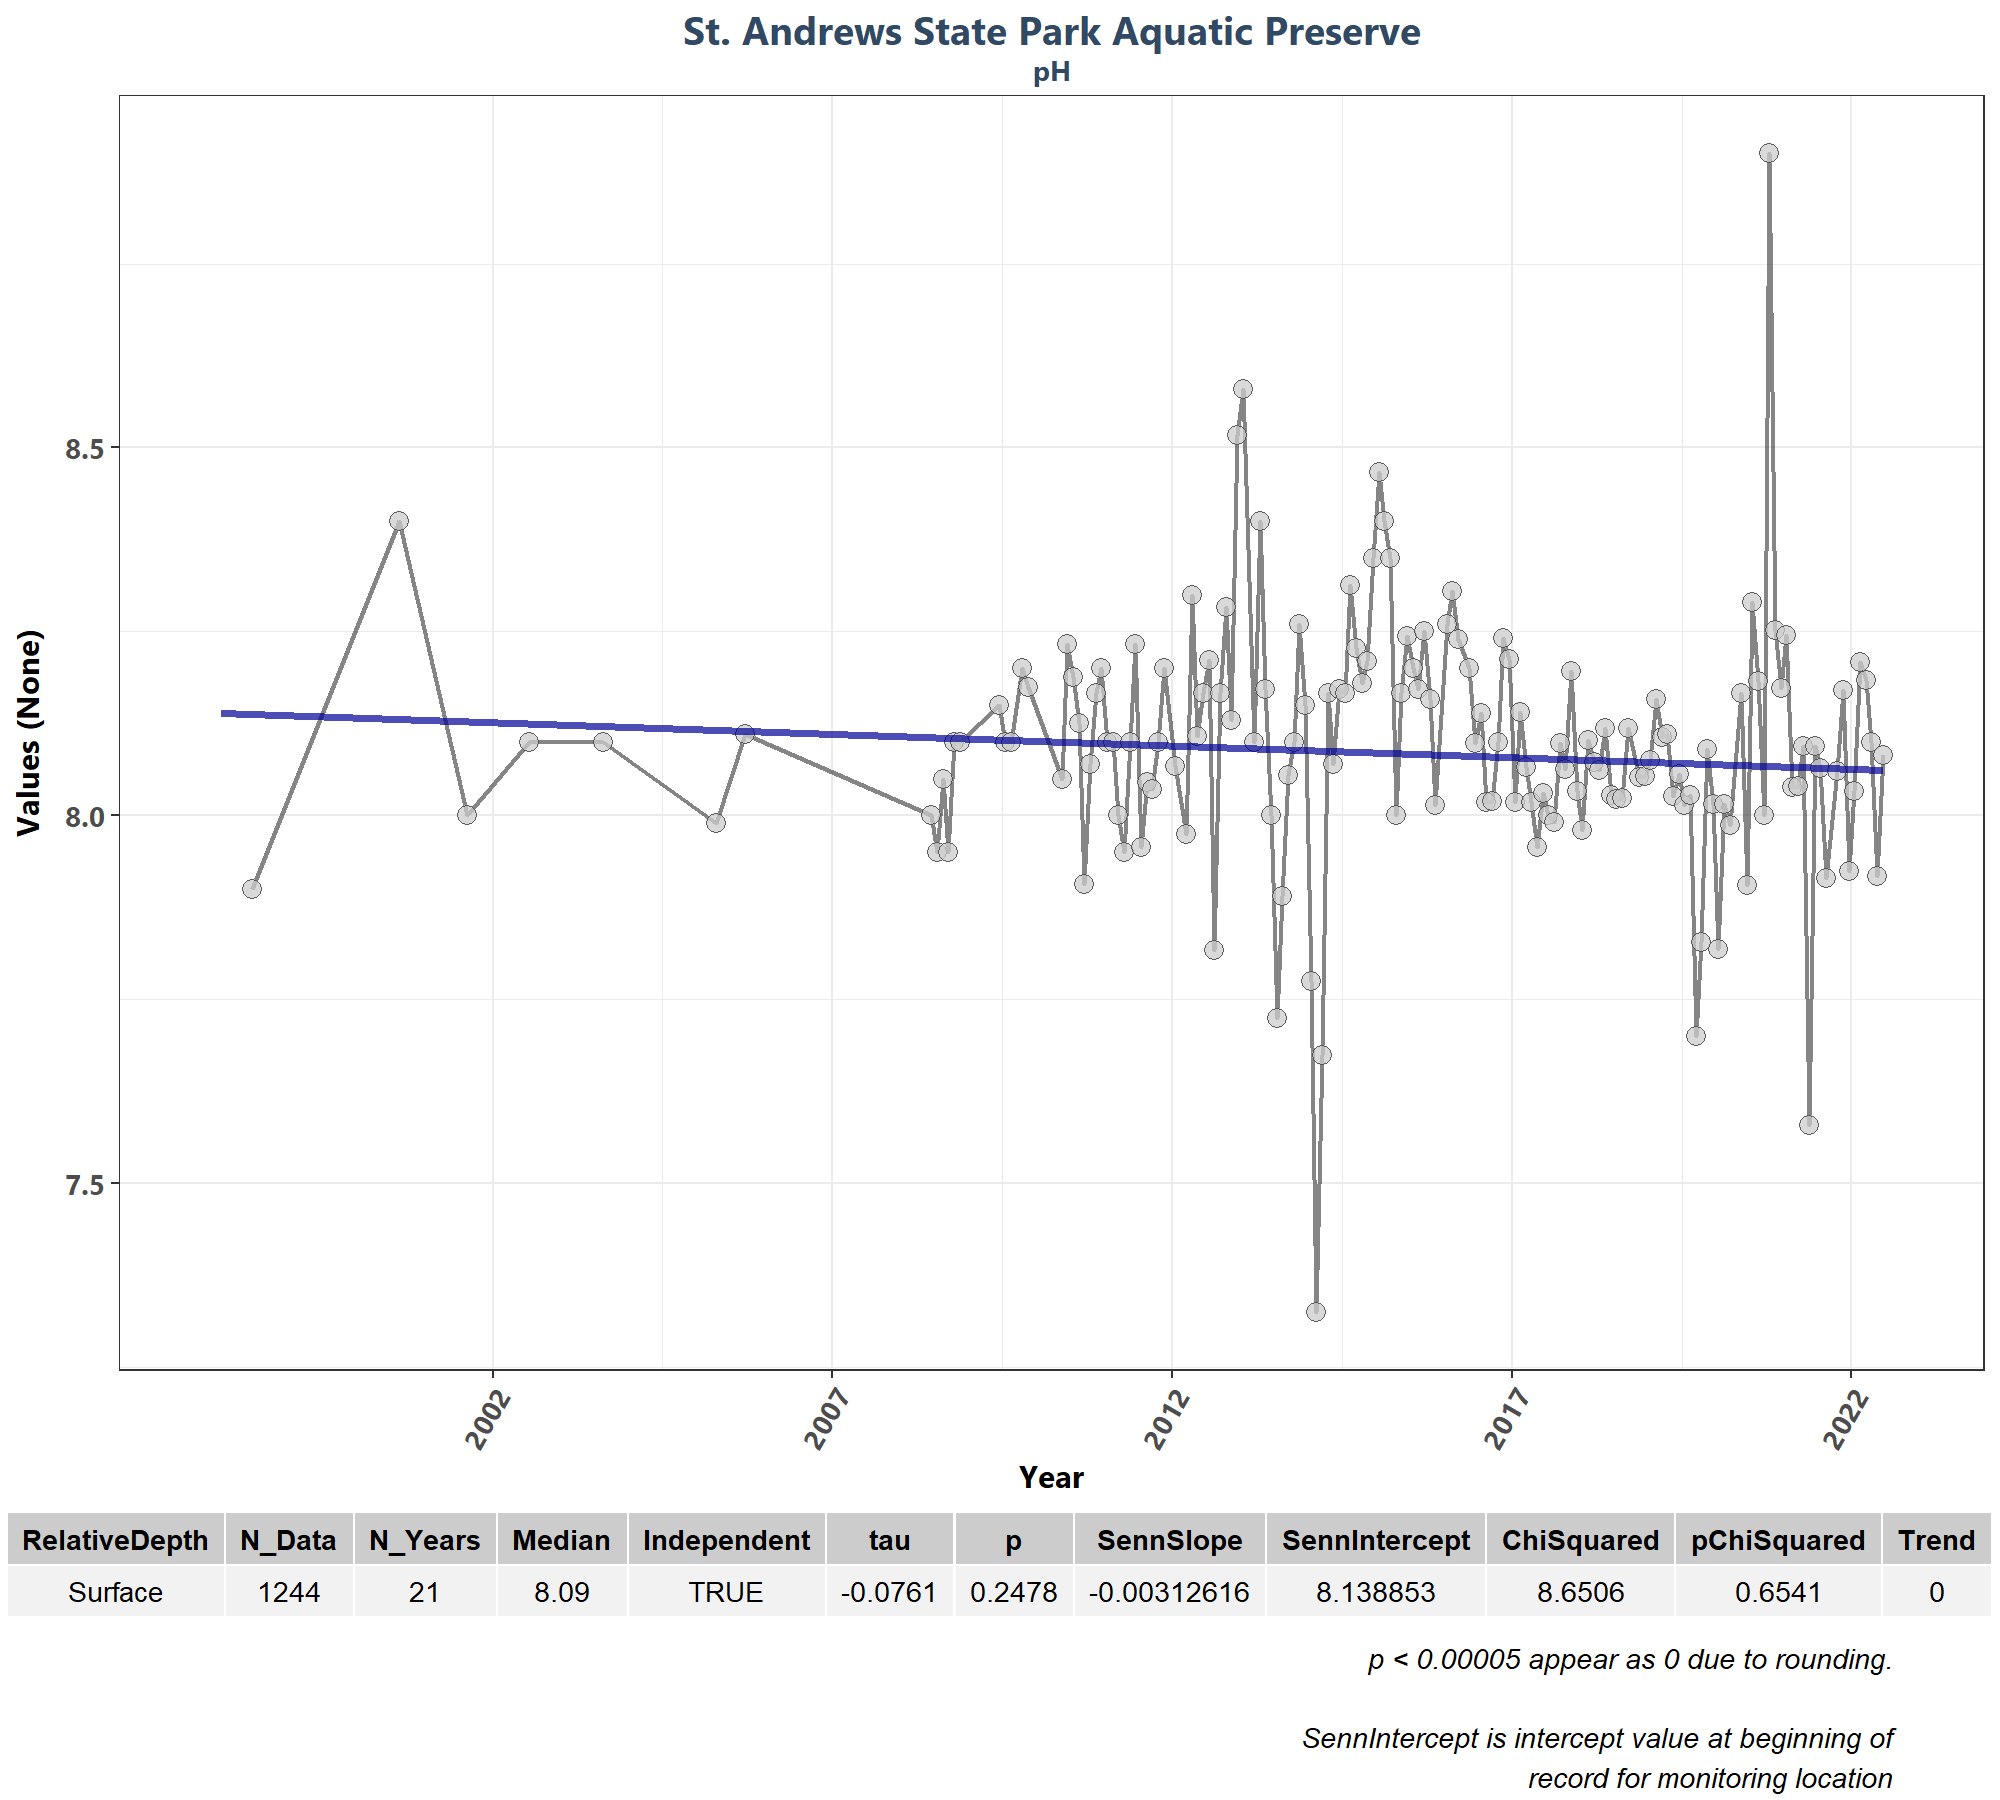 St. Andrews State Park Aquatic Preserve
pH
Values (None)
8.5
8.0
7.5
2002
2007
2012
2017
2022
Year
RelativeDepth N_Data N_Years Median Independent tau p SennSlope SennIntercept ChiSquared pChiSquared Trend
Surface 1244 21 8.09 TRUE -0.0761 0.2478 -0.00312616 8.138853 8.6506 0.6541 0
p < 0.00005 appear as 0 due to rounding.
SennIntercept is intercept value at beginning of
record for monitoring location